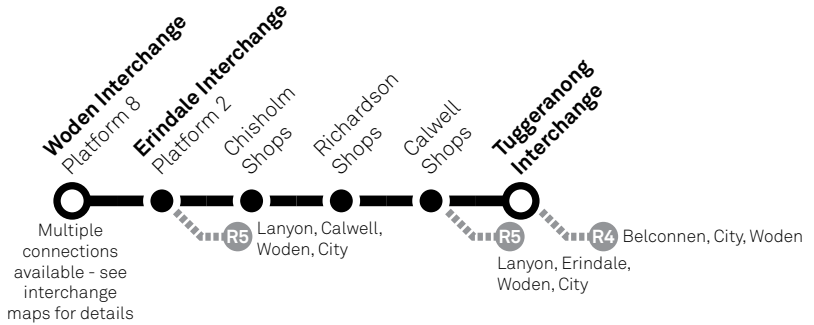 Woden Interchange
Platform 8
Erindale Interchange
Platform 2
Chisholm
Shops
Richardson
Shops
Calwell
Shops
Tuggeranong
Interchange
Multiple
connections
available - see
interchange
maps for details
R5
Lanyon, Calwell,
Woden, City
R5
Lanyon, Erindale,
Woden, City
R4 Belconnen, City, Woden